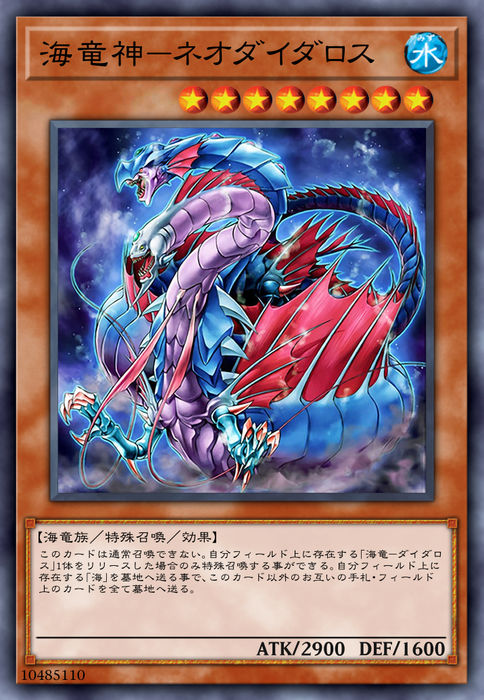 海竜神－ネオダイダロス
みず
水
【海竜族／特殊召喚／効果】
このカードは通常召喚できない。自分フィールド上に存在する「海竜－ダイダロ
ス」1体をリリースした場合のみ特殊召喚する事ができる。自分フィールド上に
存在する「海」を墓地へ送る事で、このカード以外のお互いの手札・フィールド
上のカードを全て墓地へ送る。
ATK/2900 DEF/1600
10485110